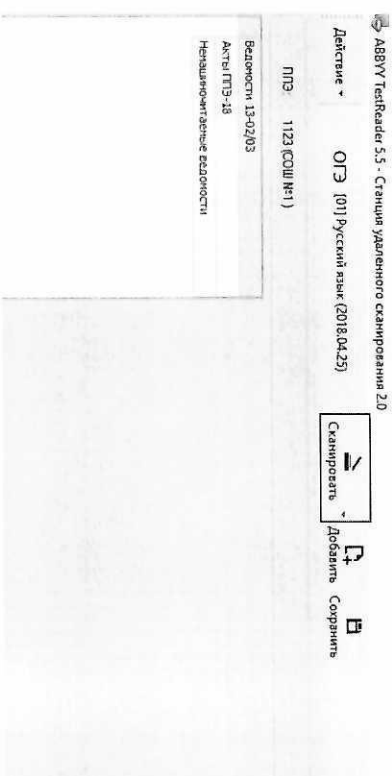 ABBYY TestReader 5.5 - Станция удаленного сканирования 2.0
Действие
ОГЭ [01] Русский язык (2018.04.25)
Сканировать
Добавить
Сохранить
ППЭ: 1123 (СОШ №1)
Ведомости 13-02/03
Акты ППЭ-18
Немашиночитаемые ведомости